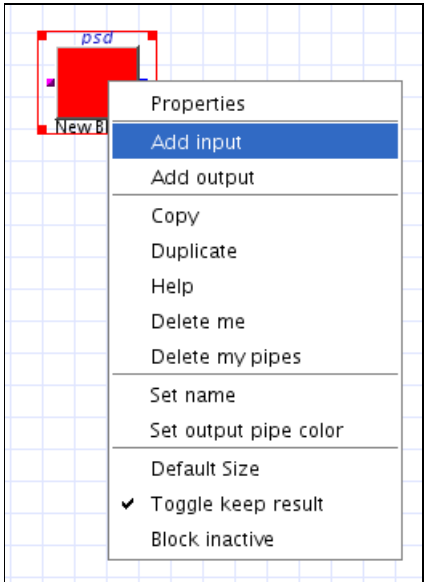 psd
New B
Properties
Add input
Add output
Copy
Duplicate
Help
Delete me
Delete my pipes
Set name
Set output pipe color
Default Size
Toggle keep result
Block inactive